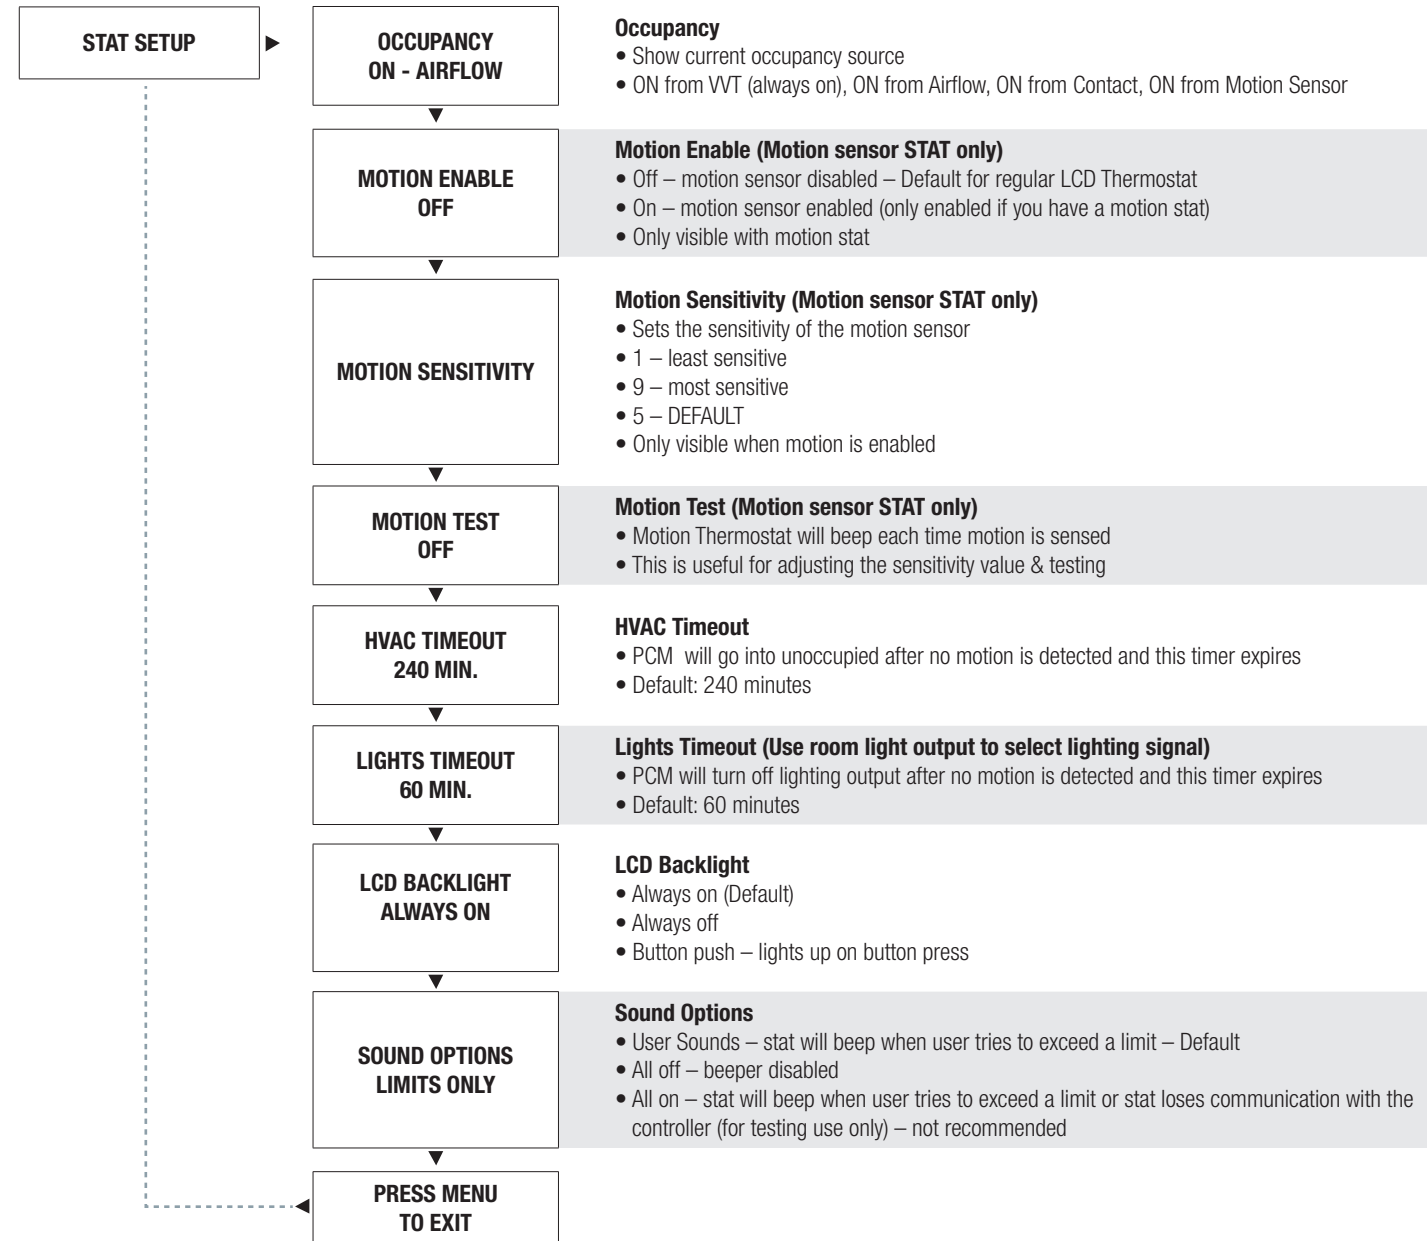 STAT SETUP
OCCUPANCY
ON - AIRFLOW
Occupancy
• Show current occupancy source
• ON from VVT (always on), ON from Airflow, ON from Contact, ON from Motion Sensor
MOTION ENABLE
OFF
Motion Enable (Motion sensor STAT only)
• Off – motion sensor disabled – Default for regular LCD Thermostat
• On – motion sensor enabled (only enabled if you have a motion stat)
• Only visible with motion stat
MOTION SENSITIVITY
Motion Sensitivity (Motion sensor STAT only)
• Sets the sensitivity of the motion sensor
• 1 – least sensitive
• 9 – most sensitive
• 5 – DEFAULT
• Only visible when motion is enabled
MOTION TEST
OFF
Motion Test (Motion sensor STAT only)
• Motion Thermostat will beep each time motion is sensed
• This is useful for adjusting the sensitivity value & testing
HVAC TIMEOUT
240 MIN.
HVAC Timeout
• PCM will go into unoccupied after no motion is detected and this timer expires
• Default: 240 minutes
LIGHTS TIMEOUT
60 MIN.
Lights Timeout (Use room light output to select lighting signal)
• PCM will turn off lighting output after no motion is detected and this timer expires
• Default: 60 minutes
LCD BACKLIGHT
ALWAYS ON
LCD Backlight
• Always on (Default)
• Always off
• Button push – lights up on button press
SOUND OPTIONS
LIMITS ONLY
Sound Options
• User Sounds – stat will beep when user tries to exceed a limit – Default
• All off – beeper disabled
• All on – stat will beep when user tries to exceed a limit or stat loses communication with the
controller (for testing use only) – not recommended
PRESS MENU
TO EXIT